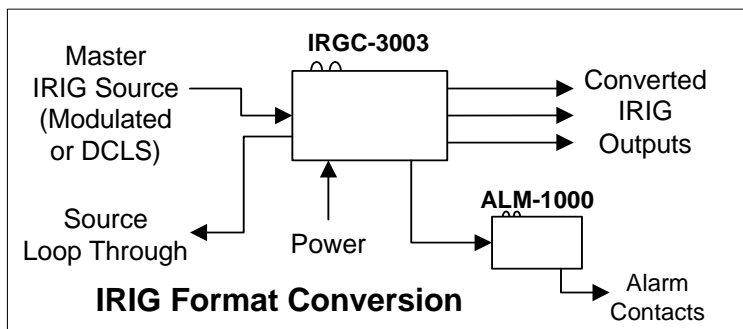 IRGC-3003
Master
IRIG Source
(Modulated
or DCLS)
Converted
IRIG
Outputs
Source
Loop Through
Power
ALM-1000
Alarm
Contacts
IRIG Format Conversion